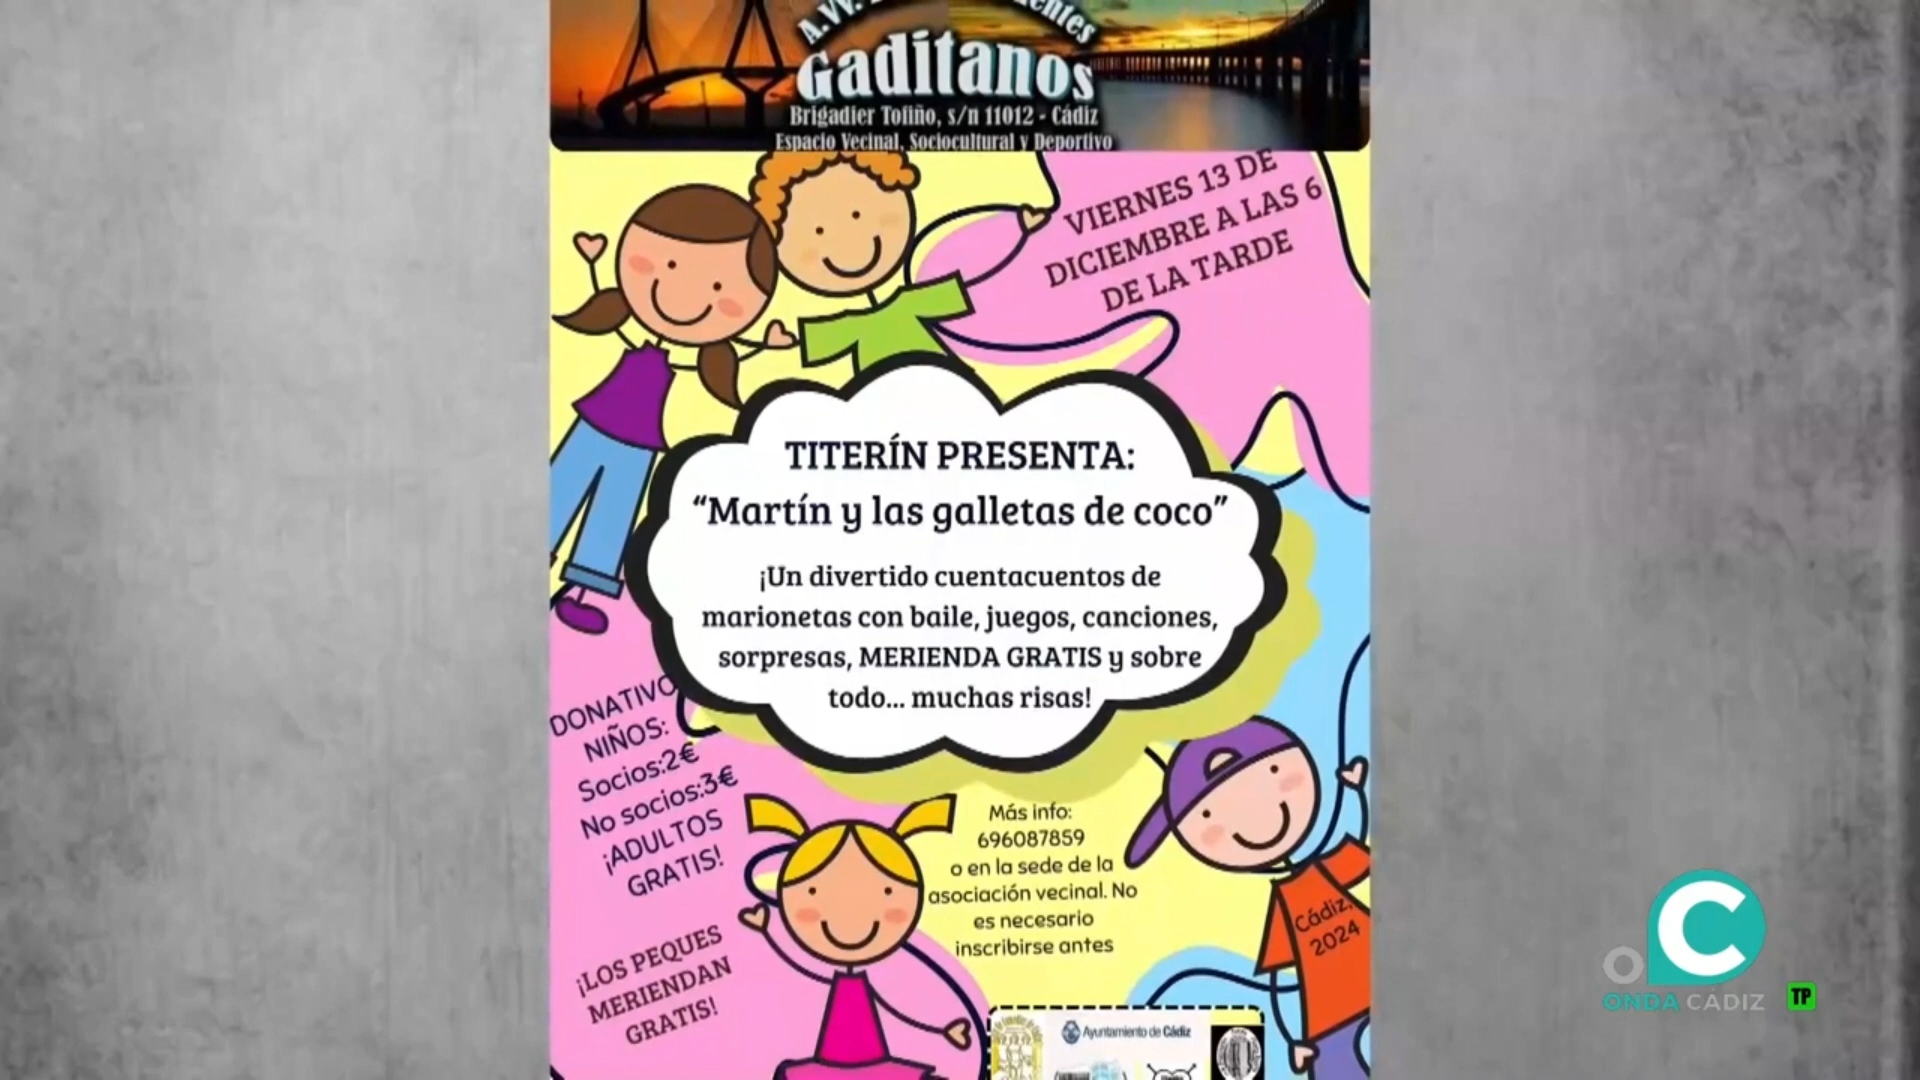 A.VV.
Gaditanos
Brigadier Tofiño, s/n 11012 - Cádiz
Espacio Vecinal, Sociocultural y Deportivo
VIERNES 13 DE
DICIEMBRE A LAS 6
DE LA TARDE
TITERÍN PRESENTA:
“Martín y las galletas de coco”
¡Un divertido cuentacuentos de
marionetas con baile, juegos, canciones,
sorpresas, MERIENDA GRATIS y sobre
todo... muchas risas!
DONATIVO
NIÑOS:
Socios:2€
No socios:3€
¡ADULTOS
GRATIS!
¡LOS PEQUES
MERIENDAN
GRATIS!
Más info:
696087859
o en la sede de la
asociación vecinal. No
es necesario
inscribirse antes
Cádiz,
2024
Ayuntamiento de Cádiz
O C
ONDA CÁDIZ
TP